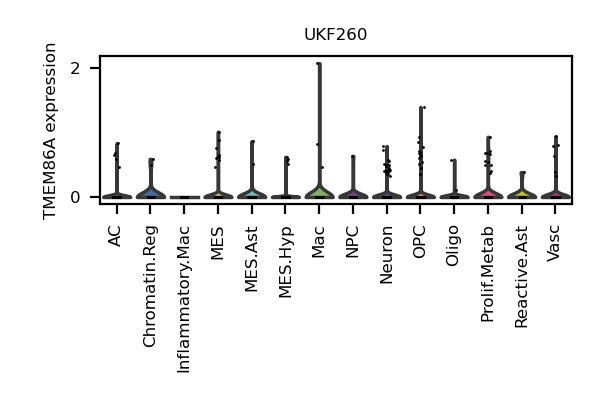 UKF260
TMEM86A expression
2
0
AC
Chromatin.Reg
Inflammatory.Mac
MES
MES.Ast
MES.Hyp
Mac
NPC
Neuron
OPC
Oligo
Prolif.Metab
Reactive.Ast
Vasc